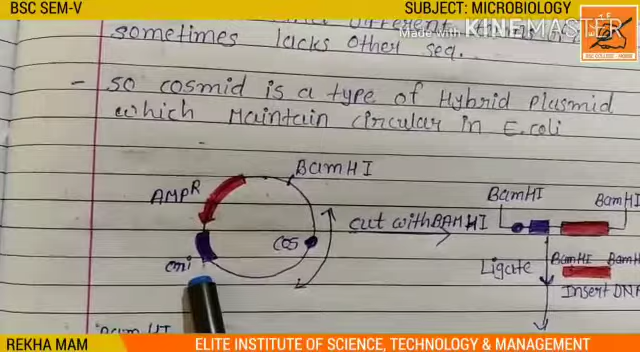 BSC SEM-V
SUBJECT: MICROBIOLOGY
Made with KINEMASTER
sometimes lacks other seq.
- so cosmid is a type of Hybrid plasmid
which Maintain circular in E.coli
BamHI
AMPR
BamHI
BamHI
cos
cut with BAMHI
ori
Ligate
BamHI
BamH
Insert DNA
BamHI
REKHA MAM
ELITE INSTITUTE OF SCIENCE, TECHNOLOGY & MANAGEMENT